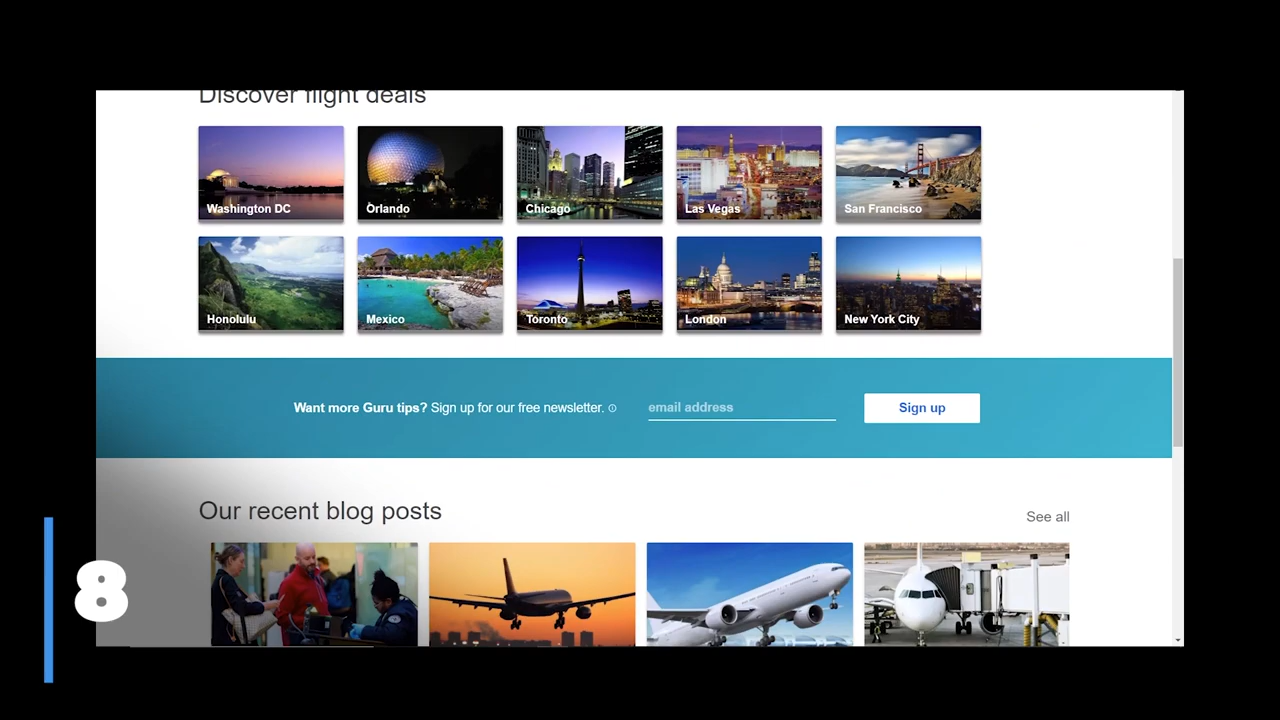 Discover flight deals
Washington DC
Orlando
Chicago
Las Vegas
San Francisco
Honolulu
Mexico
Toronto
London
New York City
Want more Guru tips? Sign up for our free newsletter.
email address
Sign up
Our recent blog posts
See all
8